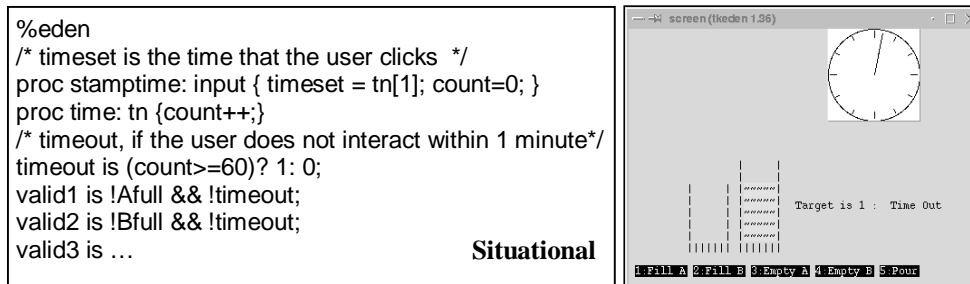 %eden
/* timeset is the time that the user clicks */
proc stamptime: input { timeset = tn[1]; count=0; }
proc time: tn {count++;}
/* timeout, if the user does not interact within 1 minute*/
timeout is (count>=60)? 1: 0;
valid1 is !Afull && !timeout;
valid2 is !Bfull && !timeout;
valid3 is …
Situational
screen (tkeden 1.36)
Target is 1 : Time Out
1:Fill A 2:Fill B 3:Empty A 4:Empty B 5:Pour